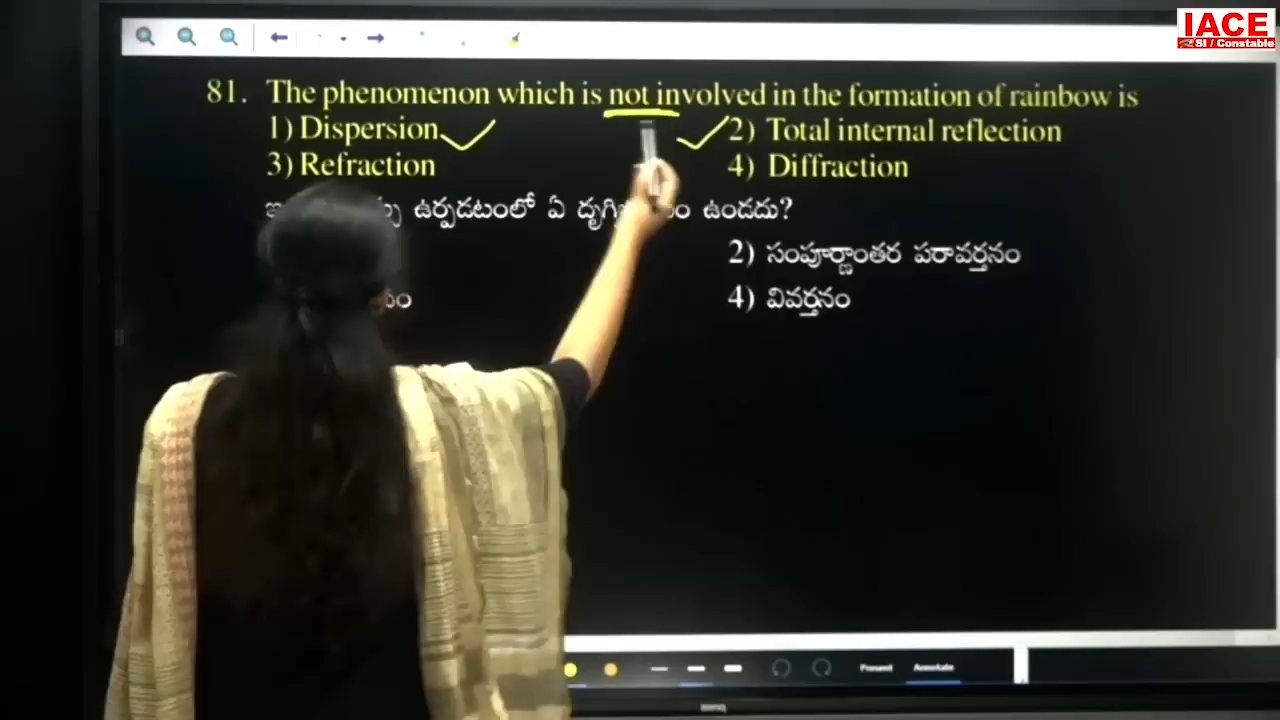 IACE
SI / Constable
81. The phenomenon which is not involved in the formation of rainbow is
1) Dispersion 2) Total internal reflection
3) Refraction 4) Diffraction
ఉర్పడటంలో ఏ ఉండదు?
2) సంపూర్ణాంతర పరావర్తనం
4) వివర్తనం
Present Annotate
BenQ